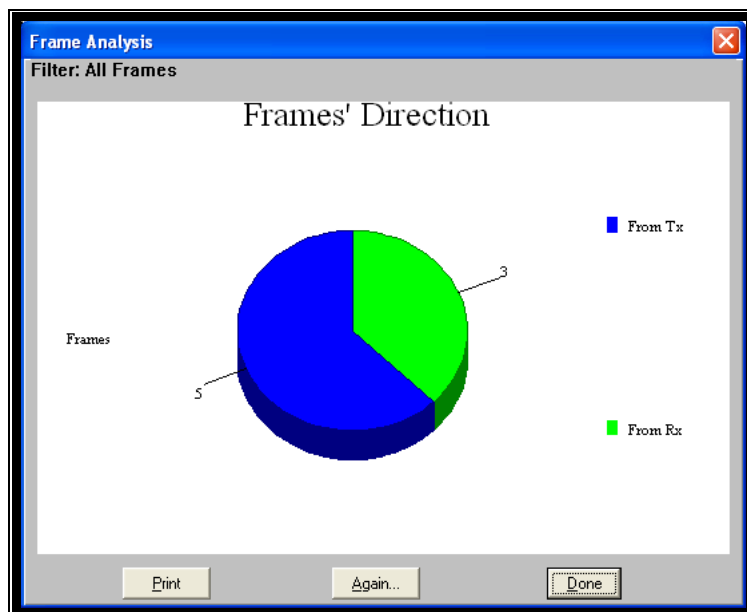 Frame Analysis
Filter: All Frames
Frames' Direction
From Tx
3
Frames
5
From Rx
Print
Again...
Done